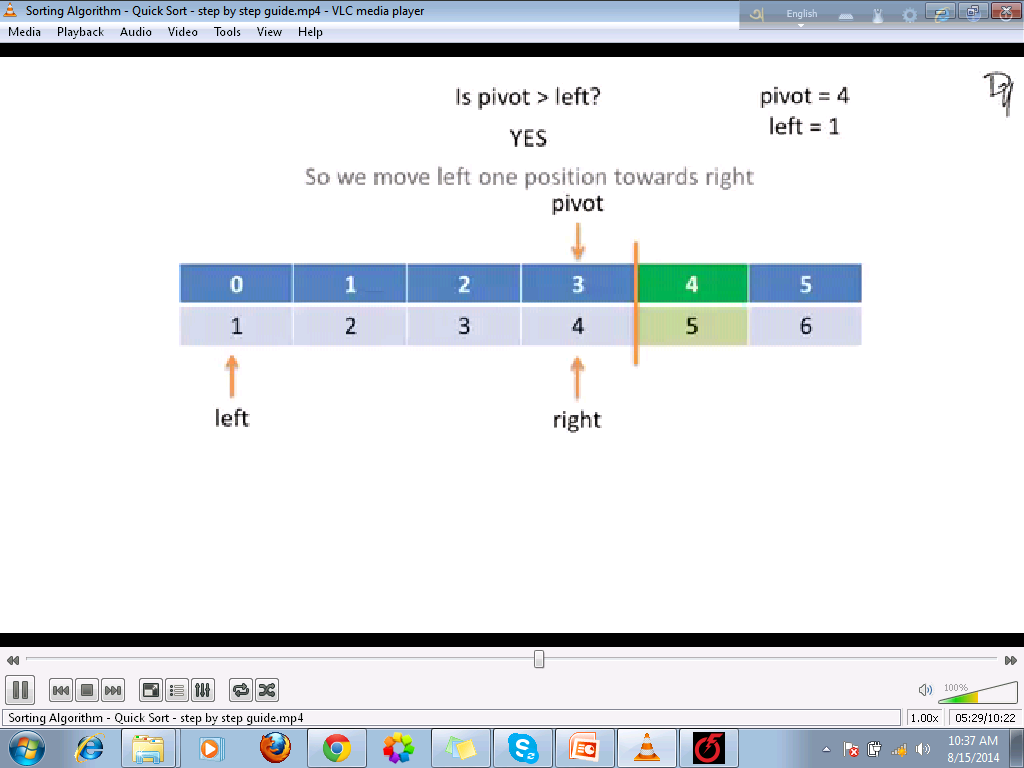 Sorting Algorithm - Quick Sort - step by step guide.mp4 - VLC media player
English
Media Playback Audio Video Tools View Help
Is pivot > left?
pivot = 4
YES
left = 1
So we move left one position towards right
pivot
0 1 2 3 4 5
1 2 3 4 5 6
left
right
100%
Sorting Algorithm - Quick Sort - step by step guide.mp4
1.00x
05:29/10:22
10:37 AM
8/15/2014